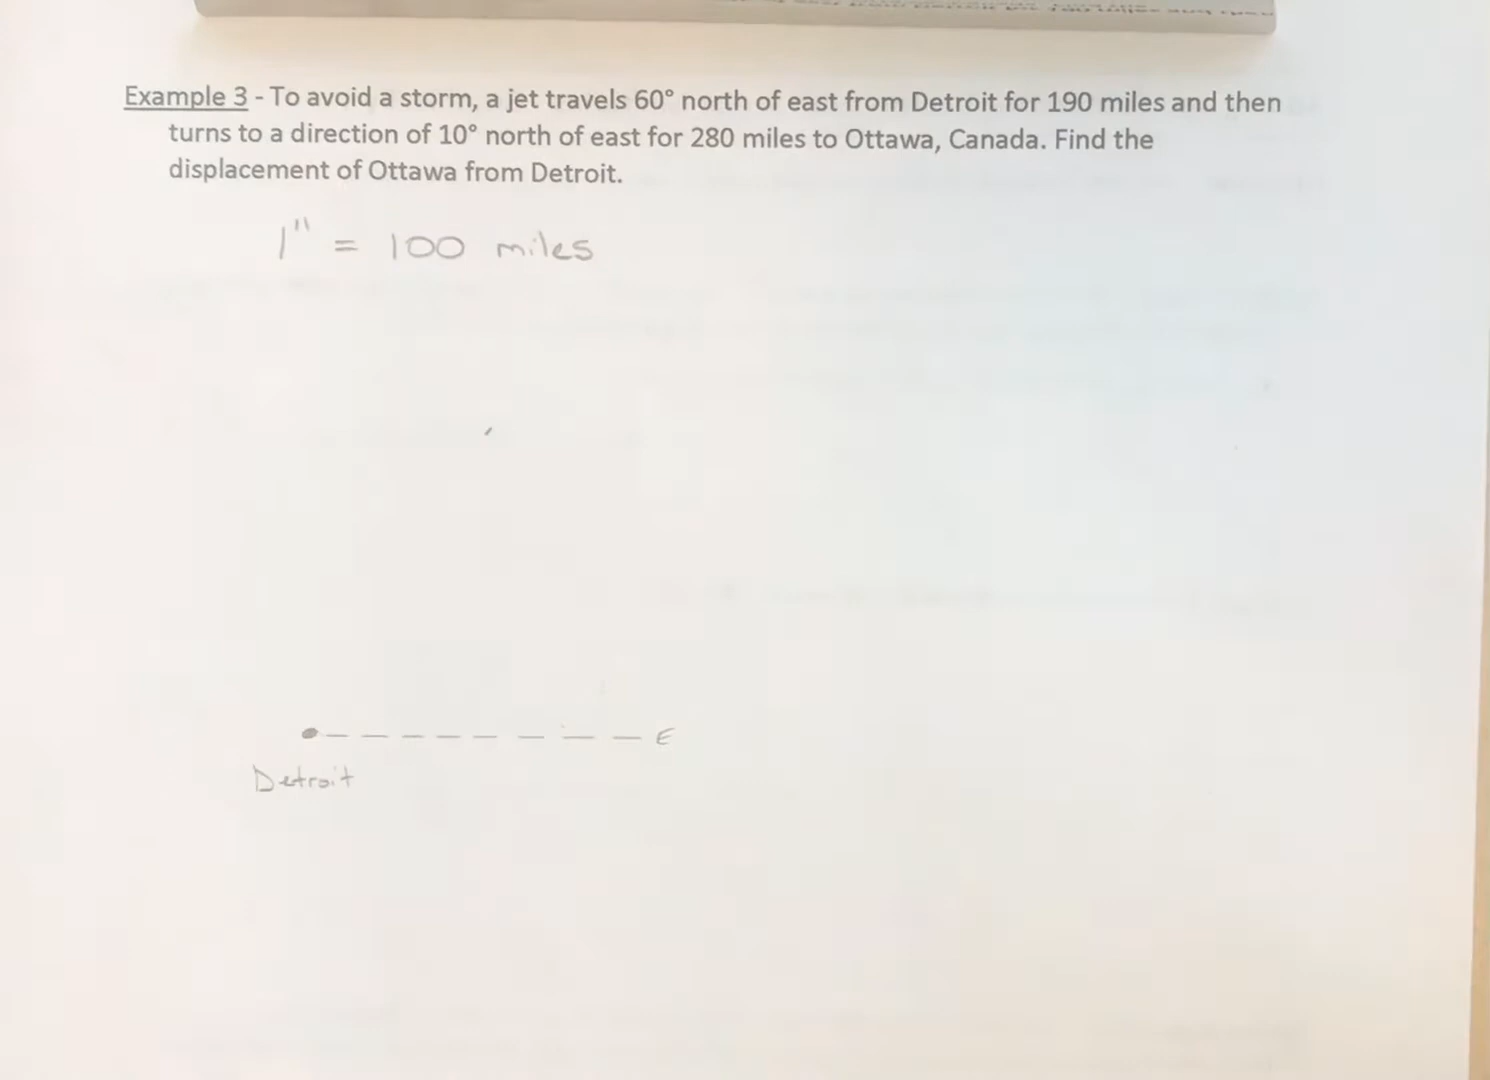 Example 3 - To avoid a storm, a jet travels 60° north of east from Detroit for 190 miles and then
turns to a direction of 10° north of east for 280 miles to Ottawa, Canada. Find the
displacement of Ottawa from Detroit.
1" = 100 miles
E
Detroit